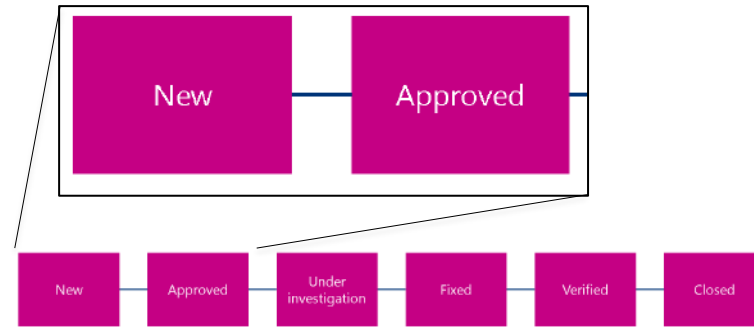 New
Approved
New
Approved
Under
investigation
Fixed
Verified
Closed